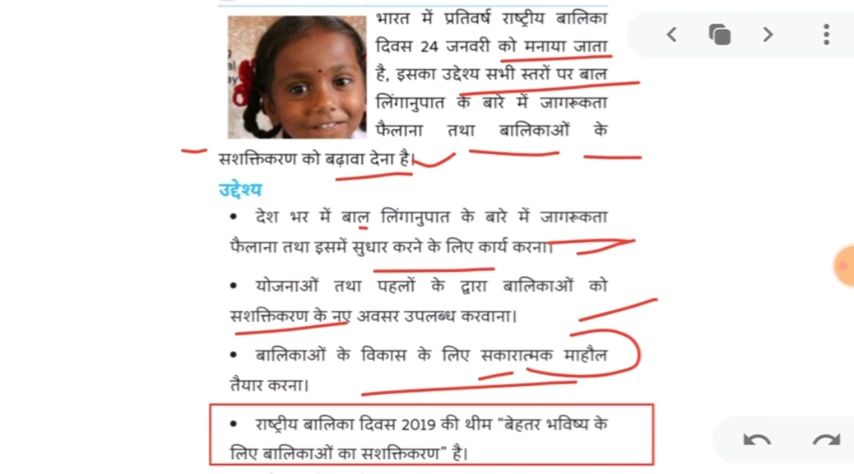 भारत में प्रतिवर्ष राष्ट्रीय बालिका
दिवस 24 जनवरी को मनाया जाता
है, इसका उद्देश्य सभी स्तरों पर बाल
लिंगानुपात के बारे में जागरूकता
फैलाना तथा बालिकाओं के
सशक्तिकरण को बढ़ावा देना है।
उद्देश्य
• देश भर में बाल लिंगानुपात के बारे में जागरूकता
फैलाना तथा इसमें सुधार करने के लिए कार्य करना।
• योजनाओं तथा पहलों के द्वारा बालिकाओं को
सशक्तिकरण के नए अवसर उपलब्ध करवाना।
• बालिकाओं के विकास के लिए सकारात्मक माहौल
तैयार करना।
• राष्ट्रीय बालिका दिवस 2019 की थीम “बेहतर भविष्य के
लिए बालिकाओं का सशक्तिकरण” है।